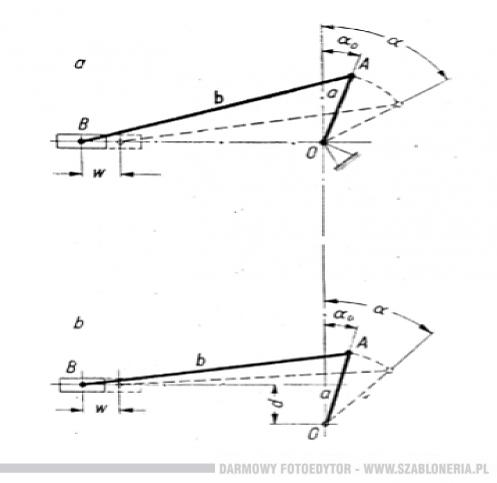 a
α₀
α
A
a
b
B
O
w
α
α₀
b
A
B
b
a
w
d
O
DARMOWY FOTOEDYTOR - WWW.SZABLONERIA.PL